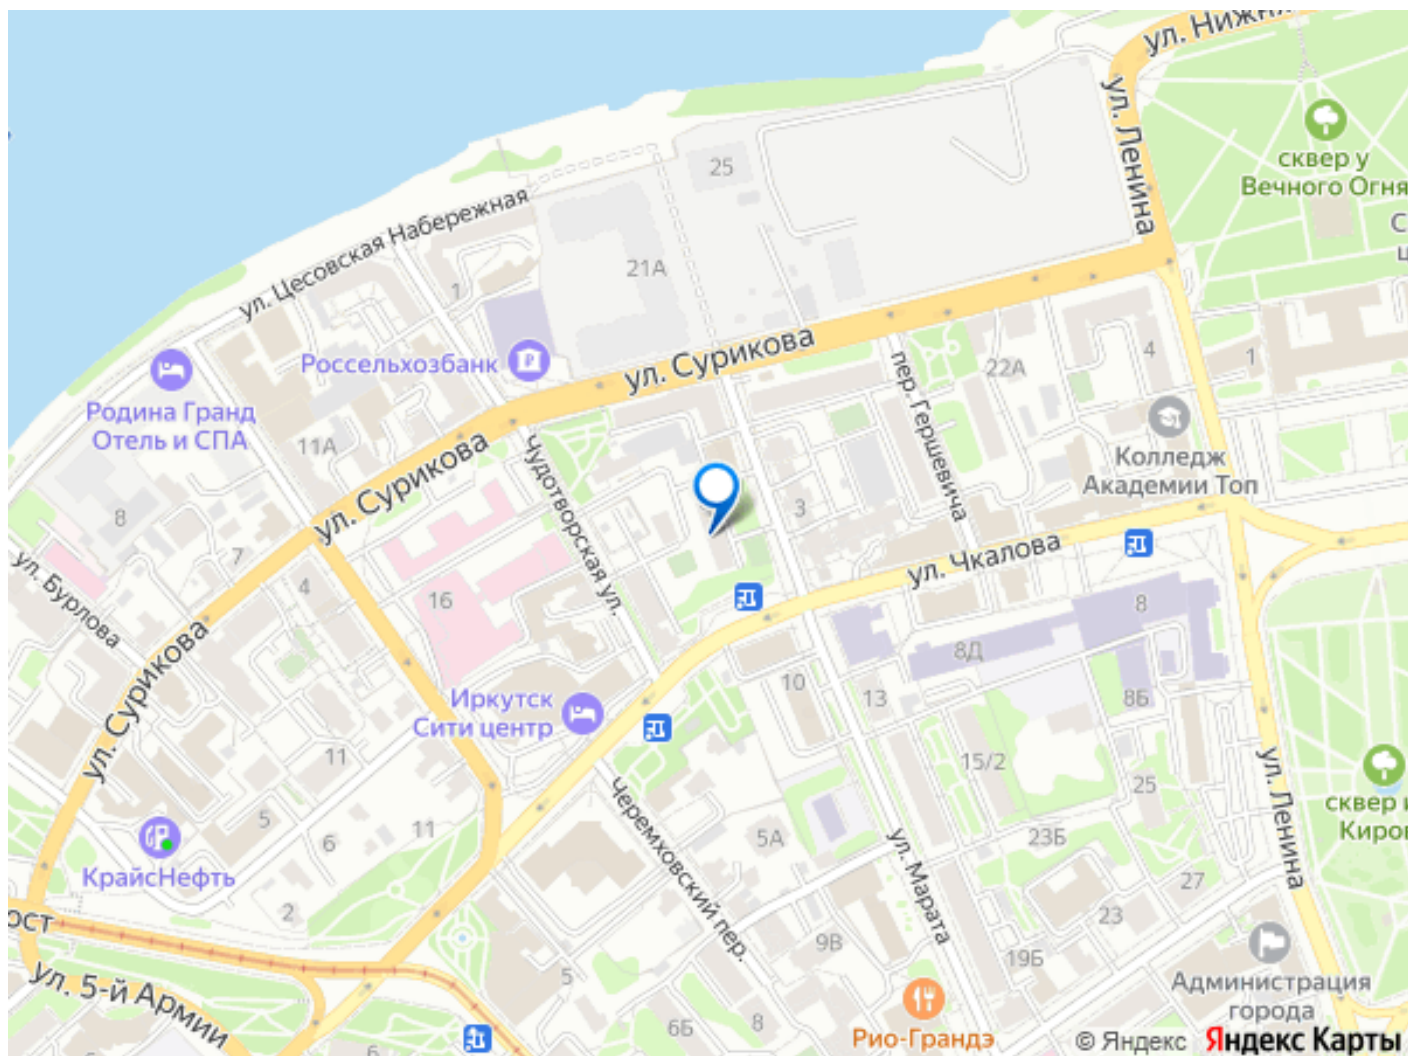 ул. Нижня
ул. Ленина
сквер у
Вечного Огня
С
ц
25
21А
ул. Цесовская Набережная
1
Россельхозбанк
ул. Сурикова
пер. Гершевича
22А
4
1
Родина Гранд
Отель и СПА
11А
ул. Сурикова
Чудотворская ул.
Колледж
Академии Топ
8
3
7
ул. Чкалова
ул. Бурлова
4
16
8
8Д
ул. Сурикова
Иркутск
Сити центр
10
13
8Б
11
15/2
25
ул. Ленина
сквер и
Киров
5
6
11
Черемховский пер.
5А
23Б
ул. Марата
КрайсНефть
27
2
23
ост
9В
19Б
5
ул. 5-й Армии
Администрация
города
6Б
8
Рио-Грандэ
6
© Яндекс Яндекс Карты